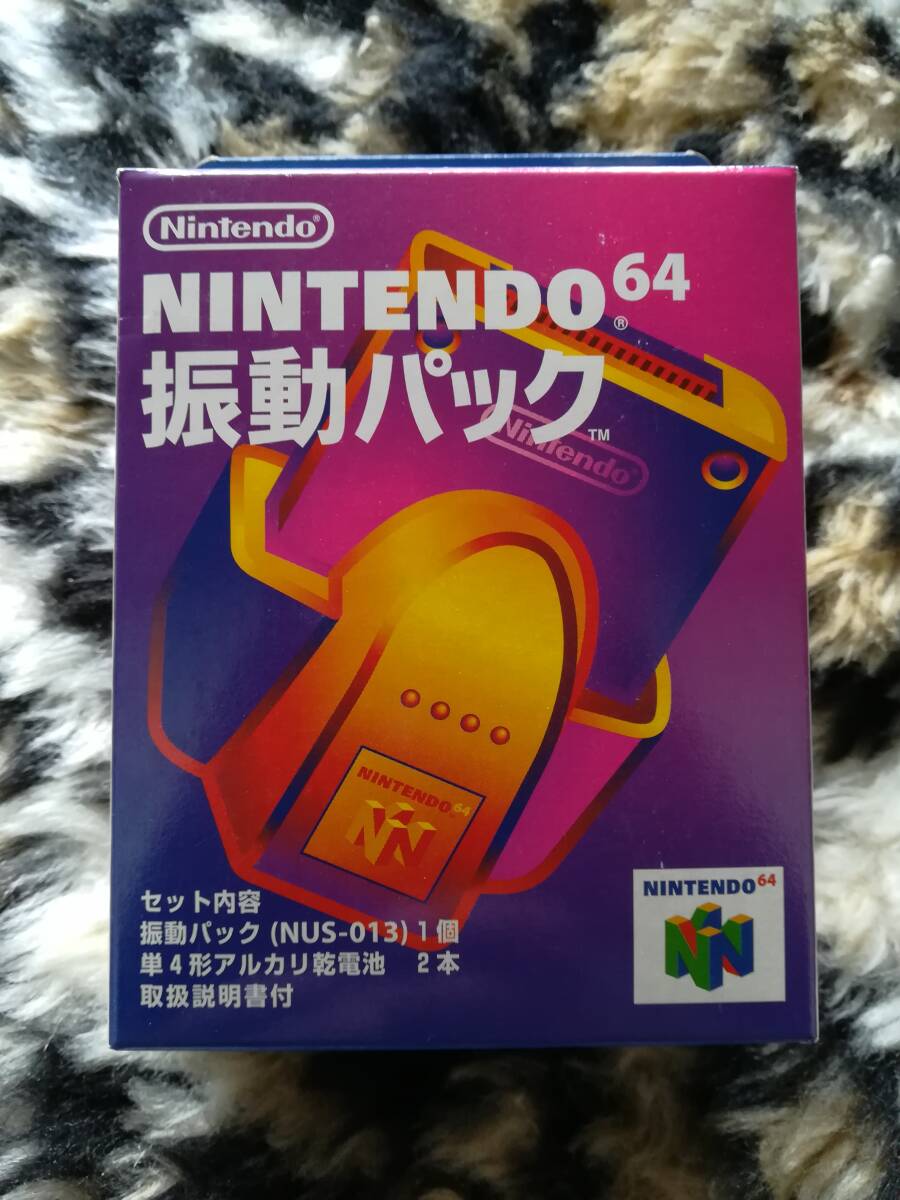 Nintendo®
NINTENDO®64
振動パック™
Nintendo®
NINTENDO64
セット内容
振動パック (NUS-013) 1個
単4形アルカリ乾電池 2本
取扱説明書付
NINTENDO64